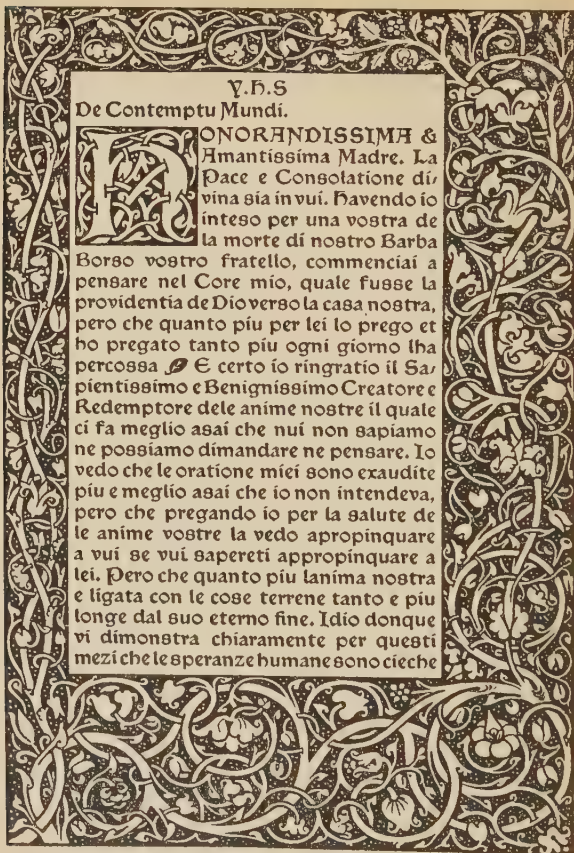 Y.H.S
De Contemptu Mundi.
HONORANDISSIMA &
Amantissima Madre. La
Pace e Consolatione di/
vina sia in vui. Havendo io
inteso per una vostra de
la morte di nostro Barba
Borso vostro fratello, commenciai a
pensare nel Core mio, quale fusse la
providentia de Dio verso la casa nostra,
pero che quanto piu per lei lo prego et
ho pregato tanto piu ogni giorno lha
percossa ❧ E certo io ringratio il Sa/
pientissimo e Benignissimo Creatore e
Redemptore dele anime nostre il quale
ci fa meglio asai che nui non sapiamo
ne possiamo dimandare ne pensare. Io
vedo che le oratione miei sono exaudite
piu e meglio asai che io non intendeva,
pero che pregando io per la salute de
le anime vostre la vedo apropinquare
a vui se vui sapereti appropinquare a
lei. Pero che quanto piu lanima nostra
e ligata con le cose terrene tanto e piu
longe dal suo eterno fine. Idio donque
vi dimonstra chiaramente per questi
mezi che le speranze humane sono cieche